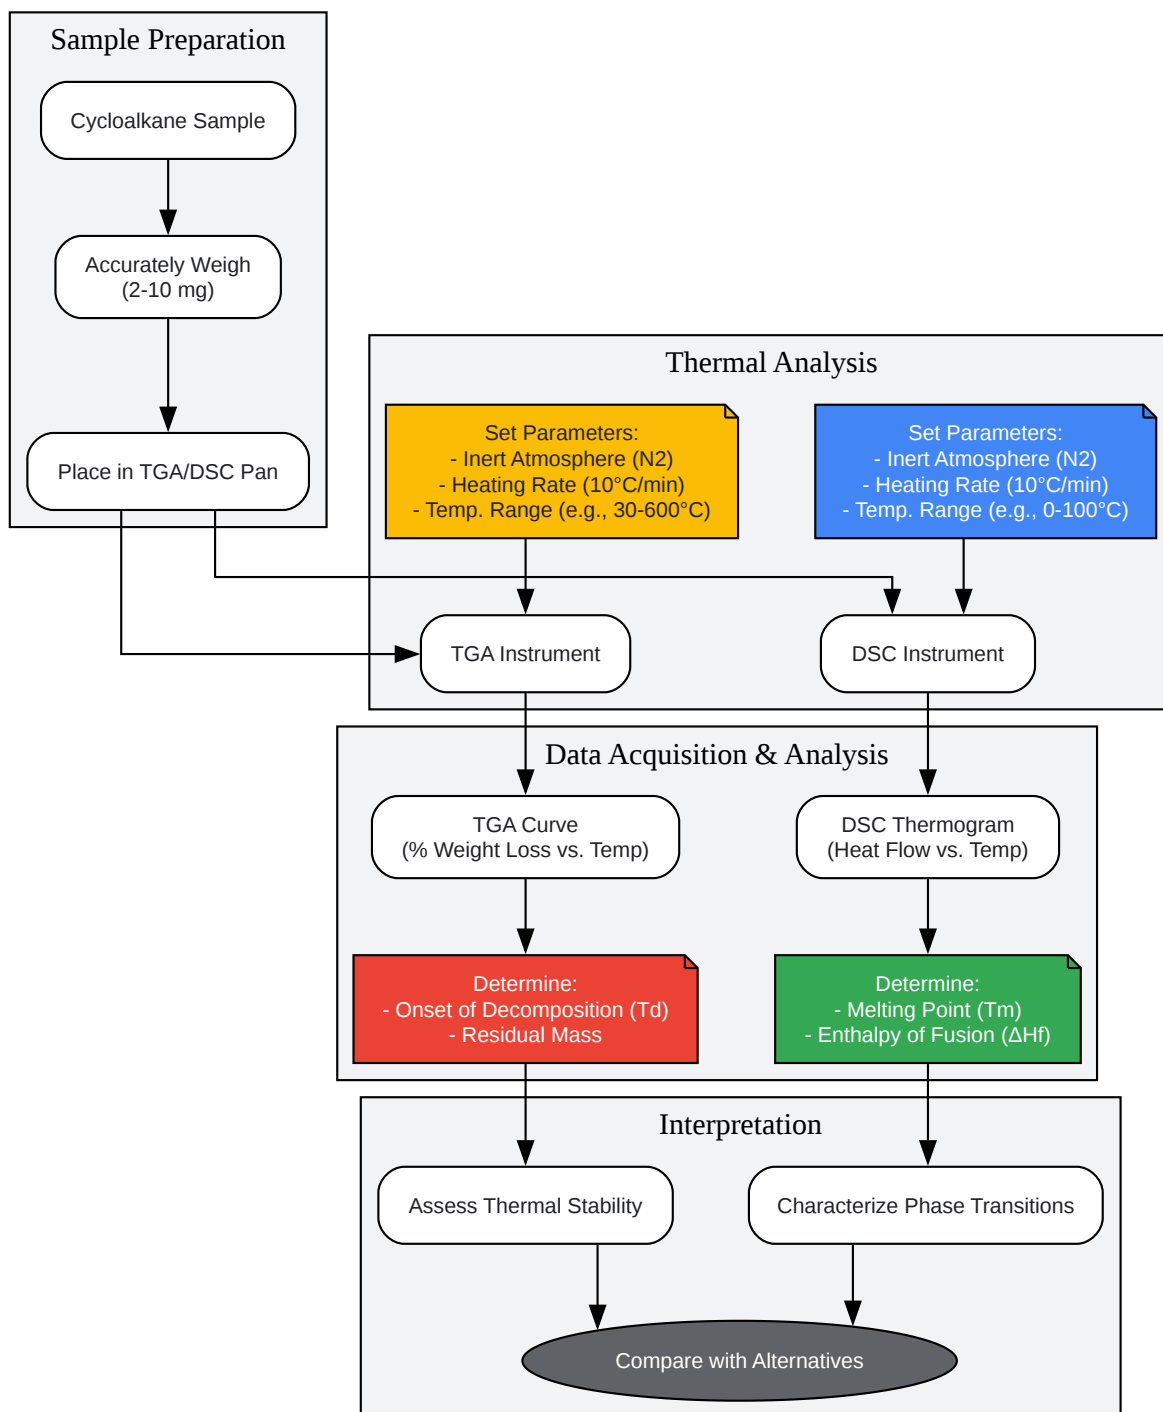 Sample Preparation
Cycloalkane Sample
Accurately Weigh
(2-10 mg)
Place in TGA/DSC Pan
Thermal Analysis
Set Parameters:
- Inert Atmosphere (N2)
- Heating Rate (10°C/min)
- Temp. Range (e.g., 30-600°C)
Set Parameters:
- Inert Atmosphere (N2)
- Heating Rate (10°C/min)
- Temp. Range (e.g., 0-100°C)
TGA Instrument
DSC Instrument
Data Acquisition & Analysis
TGA Curve
(% Weight Loss vs. Temp)
DSC Thermogram
(Heat Flow vs. Temp)
Determine:
- Onset of Decomposition (Td)
- Residual Mass
Determine:
- Melting Point (Tm)
- Enthalpy of Fusion (ΔHf)
Interpretation
Assess Thermal Stability
Characterize Phase Transitions
Compare with Alternatives